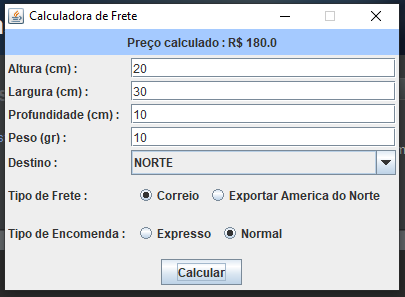 Calculadora de Frete
Preço calculado : R$ 180.0
Altura (cm) : 20
Largura (cm) : 30
Profundidade (cm) : 10
Peso (gr) : 10
Destino : NORTE
Tipo de Frete : Correio Exportar America do Norte
Tipo de Encomenda : Expresso Normal
Calcular